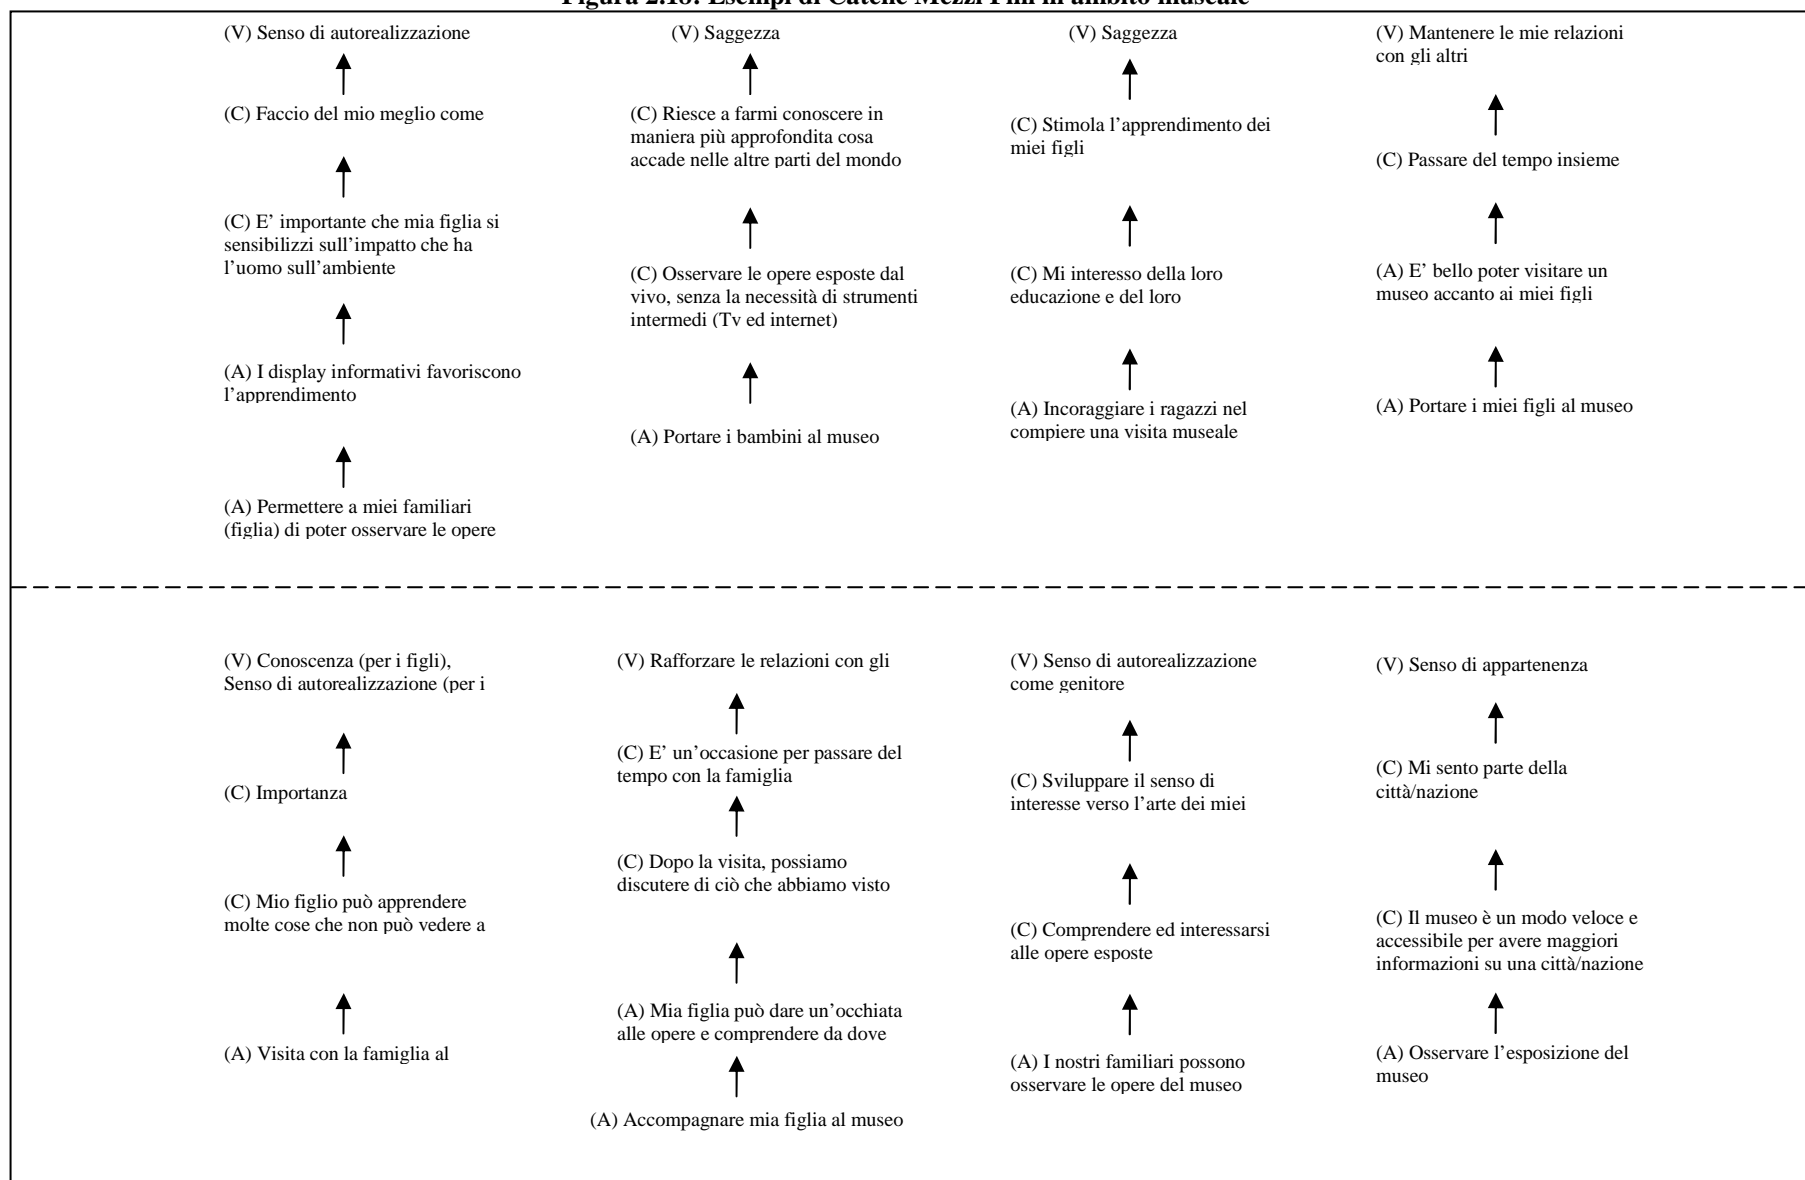 Figura 2.18: Esempi di Catene Mezzi Fini in ambito museale
(V) Senso di autorealizzazione
(C) Faccio del mio meglio come
(C) E’ importante che mia figlia si
sensibilizzi sull’impatto che ha
l’uomo sull’ambiente
(A) I display informativi favoriscono
l’apprendimento
(A) Permettere a miei familiari
(figlia) di poter osservare le opere
(V) Saggezza
(C) Riesce a farmi conoscere in
maniera più approfondita cosa
accade nelle altre parti del mondo
(C) Osservare le opere esposte dal
vivo, senza la necessità di strumenti
intermedi (Tv ed internet)
(A) Portare i bambini al museo
(V) Saggezza
(C) Stimola l’apprendimento dei
miei figli
(C) Mi interesso della loro
educazione e del loro
(A) Incoraggiare i ragazzi nel
compiere una visita museale
(V) Mantenere le mie relazioni
con gli altri
(C) Passare del tempo insieme
(A) E’ bello poter visitare un
museo accanto ai miei figli
(A) Portare i miei figli al museo
(V) Conoscenza (per i figli),
Senso di autorealizzazione (per i
(C) Importanza
(C) Mio figlio può apprendere
molte cose che non può vedere a
(A) Visita con la famiglia al
(V) Rafforzare le relazioni con gli
(C) E’ un’occasione per passare del
tempo con la famiglia
(C) Dopo la visita, possiamo
discutere di ciò che abbiamo visto
(A) Mia figlia può dare un’occhiata
alle opere e comprendere da dove
(A) Accompagnare mia figlia al museo
(V) Senso di autorealizzazione
come genitore
(C) Sviluppare il senso di
interesse verso l’arte dei miei
(C) Comprendere ed interessarsi
alle opere esposte
(A) I nostri familiari possono
osservare le opere del museo
(V) Senso di appartenenza
(C) Mi sento parte della
città/nazione
(C) Il museo è un modo veloce e
accessibile per avere maggiori
informazioni su una città/nazione
(A) Osservare l’esposizione del
museo